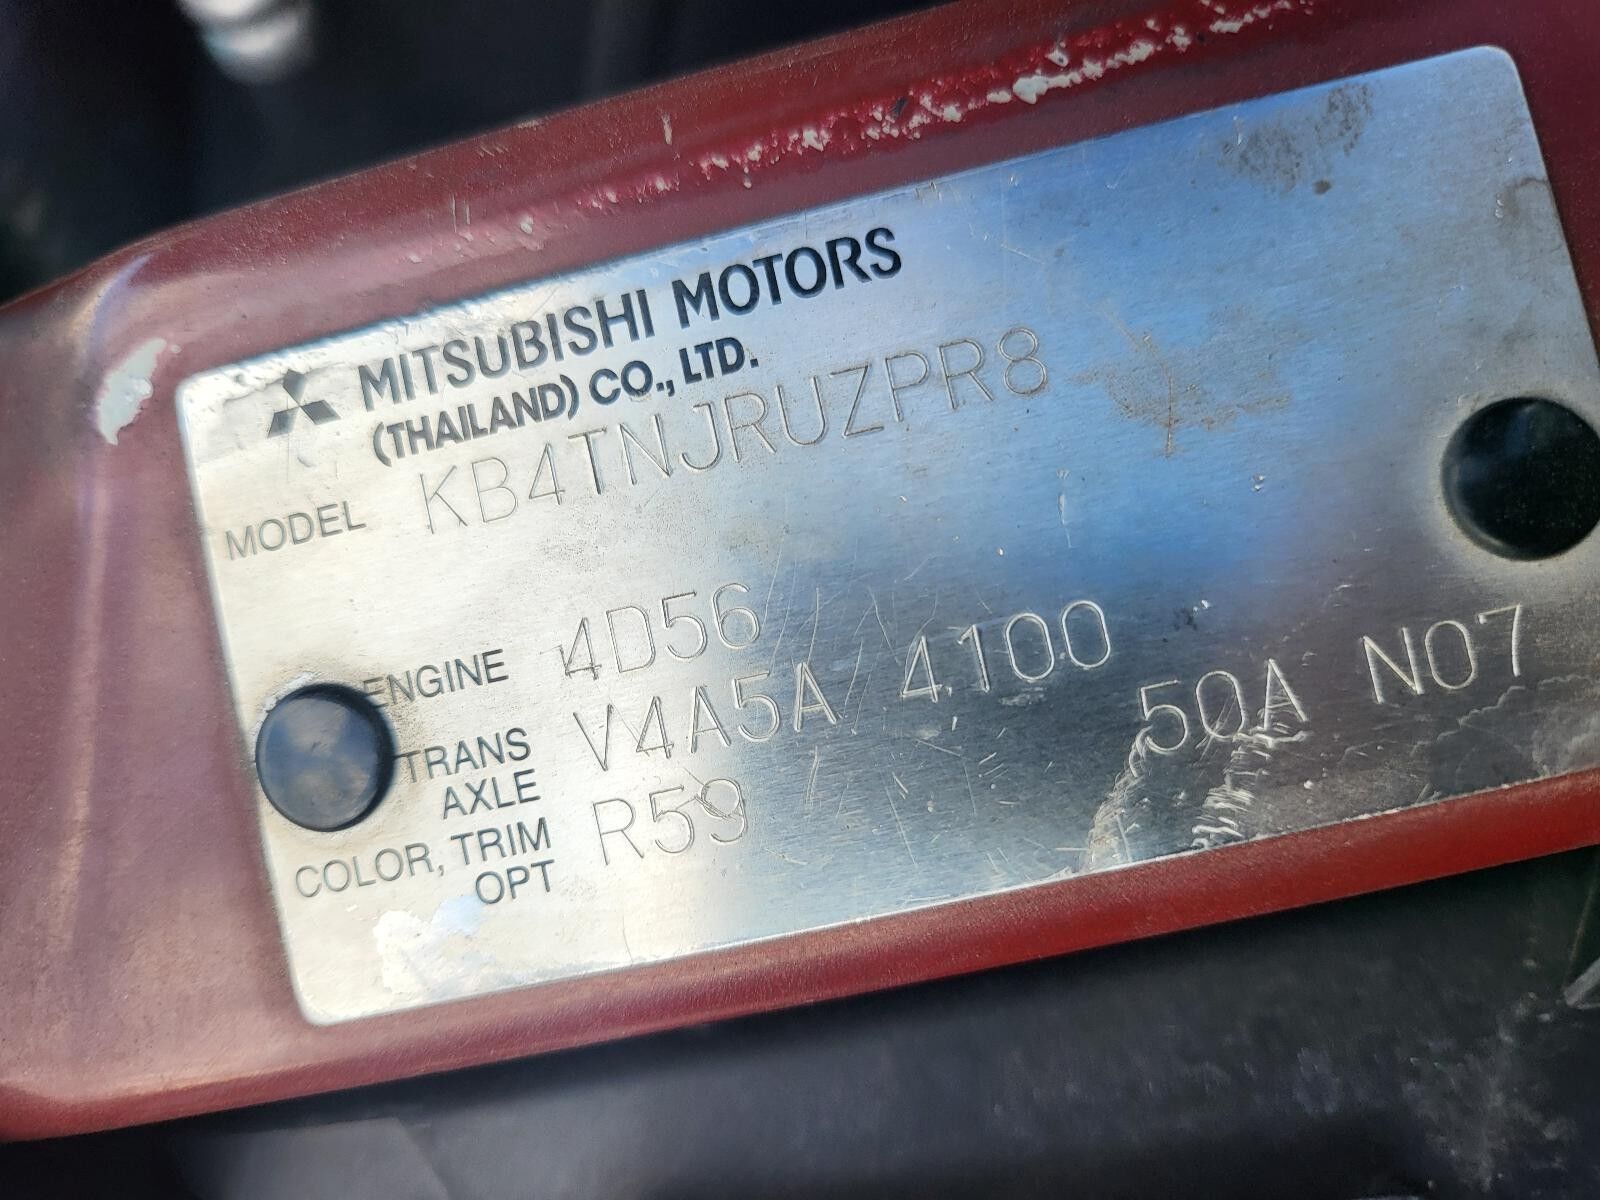 MITSUBISHI MOTORS
(THAILAND) CO., LTD.
MODEL KB4TNJRUZPR8
ENGINE 4D56
TRANS AXLE V4A5A/ 4100
COLOR, TRIM OPT R59 50A N07